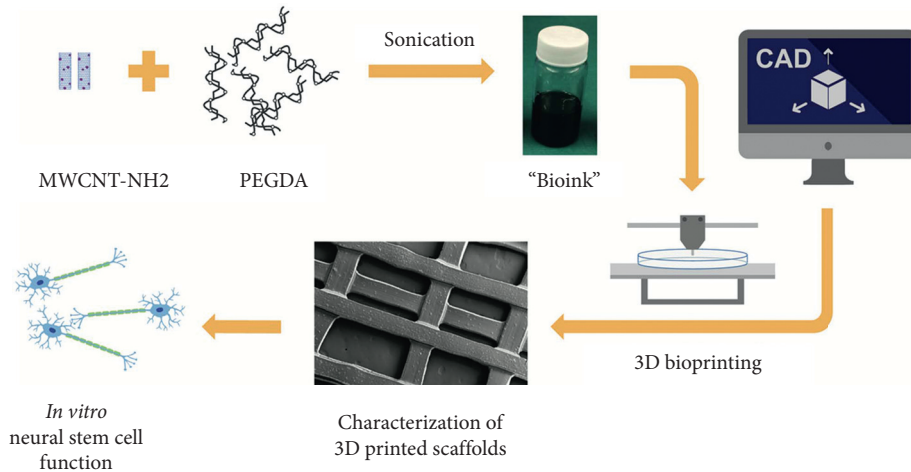 Sonication
CAD
MWCNT-NH2
PEGDA
“Bioink”
3D bioprinting
In vitro
neural stem cell
function
Characterization of
3D printed scaffolds